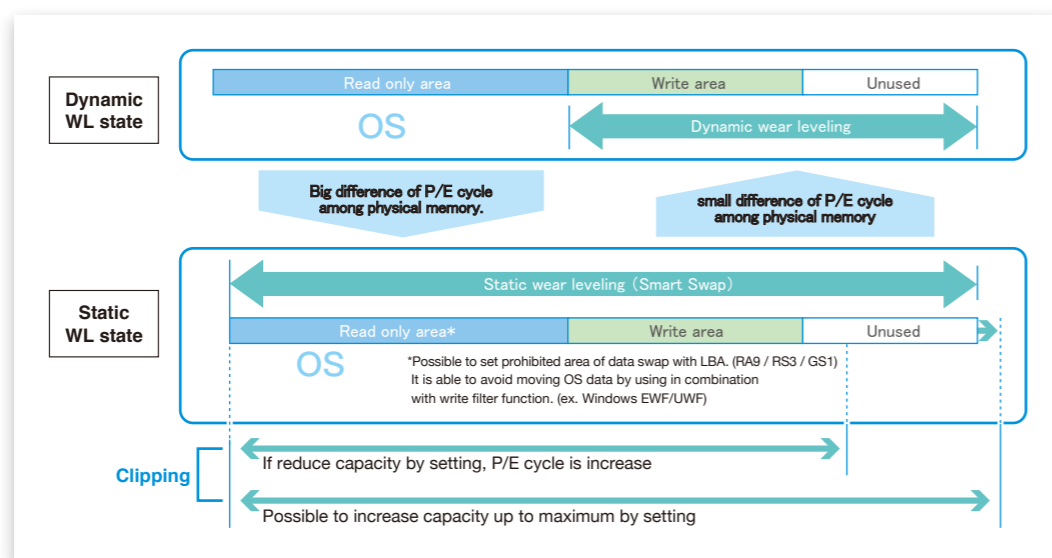 Dynamic
WL state
Read only area
Write area
Unused
OS
Dynamic wear leveling
Big difference of P/E cycle
among physical memory.
small difference of P/E cycle
among physical memory
Static
WL state
Static wear leveling (Smart Swap)
Read only area*
Write area
Unused
OS
*Possible to set prohibited area of data swap with LBA. (RA9 / RS3 / GS1)
It is able to avoid moving OS data by using in combination
with write filter function. (ex. Windows EWF/UWF)
Clipping
If reduce capacity by setting, P/E cycle is increase
Possible to increase capacity up to maximum by setting